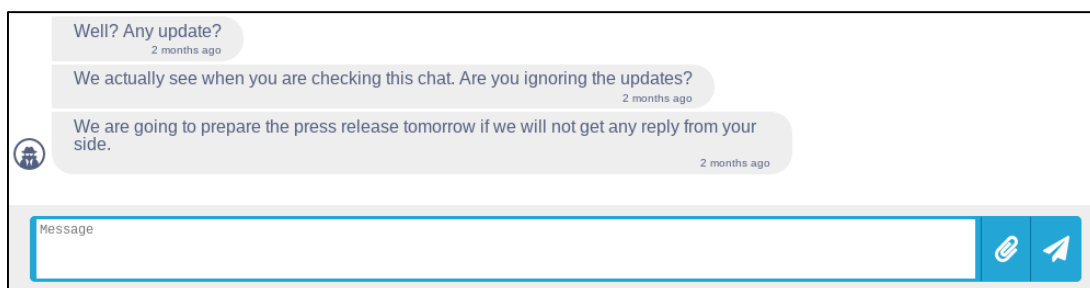 Well? Any update?
2 months ago
We actually see when you are checking this chat. Are you ignoring the updates?
2 months ago
We are going to prepare the press release tomorrow if we will not get any reply from your
side.
2 months ago
Message